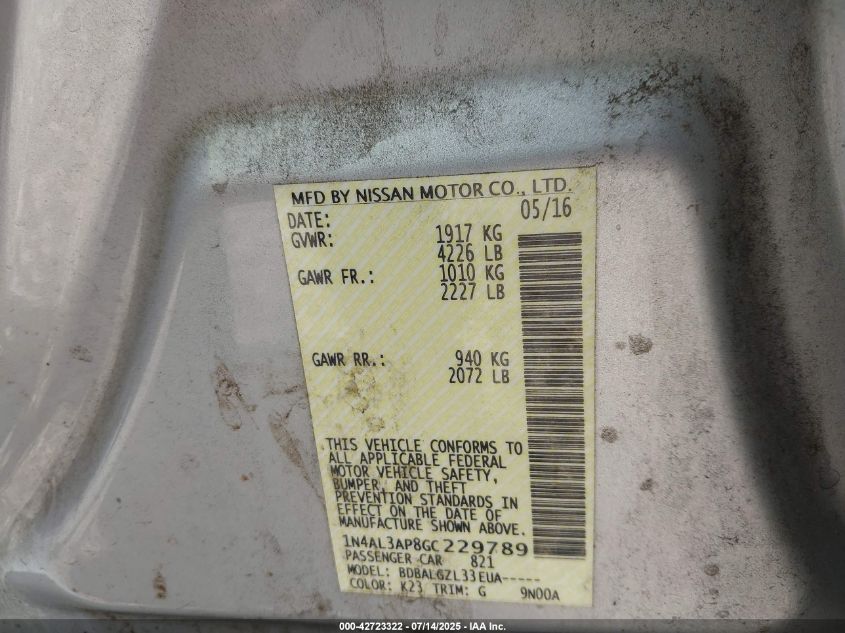 MFD BY NISSAN MOTOR CO., LTD.
DATE: 05/16
GVWR: 1917 KG
4226 LB
GAWR FR.: 1010 KG
2227 LB
GAWR RR.: 940 KG
2072 LB
THIS VEHICLE CONFORMS TO
ALL APPLICABLE FEDERAL
MOTOR VEHICLE SAFETY,
BUMPER, AND THEFT
PREVENTION STANDARDS IN
EFFECT ON THE DATE OF
MANUFACTURE SHOWN ABOVE.
1N4AL3AP8GC229789
PASSENGER CAR 821
MODEL: BDBALGZL33EUA-----
COLOR: K23 TRIM: G 9N00A
000-42723322 - 07/14/2025 - IAA Inc.